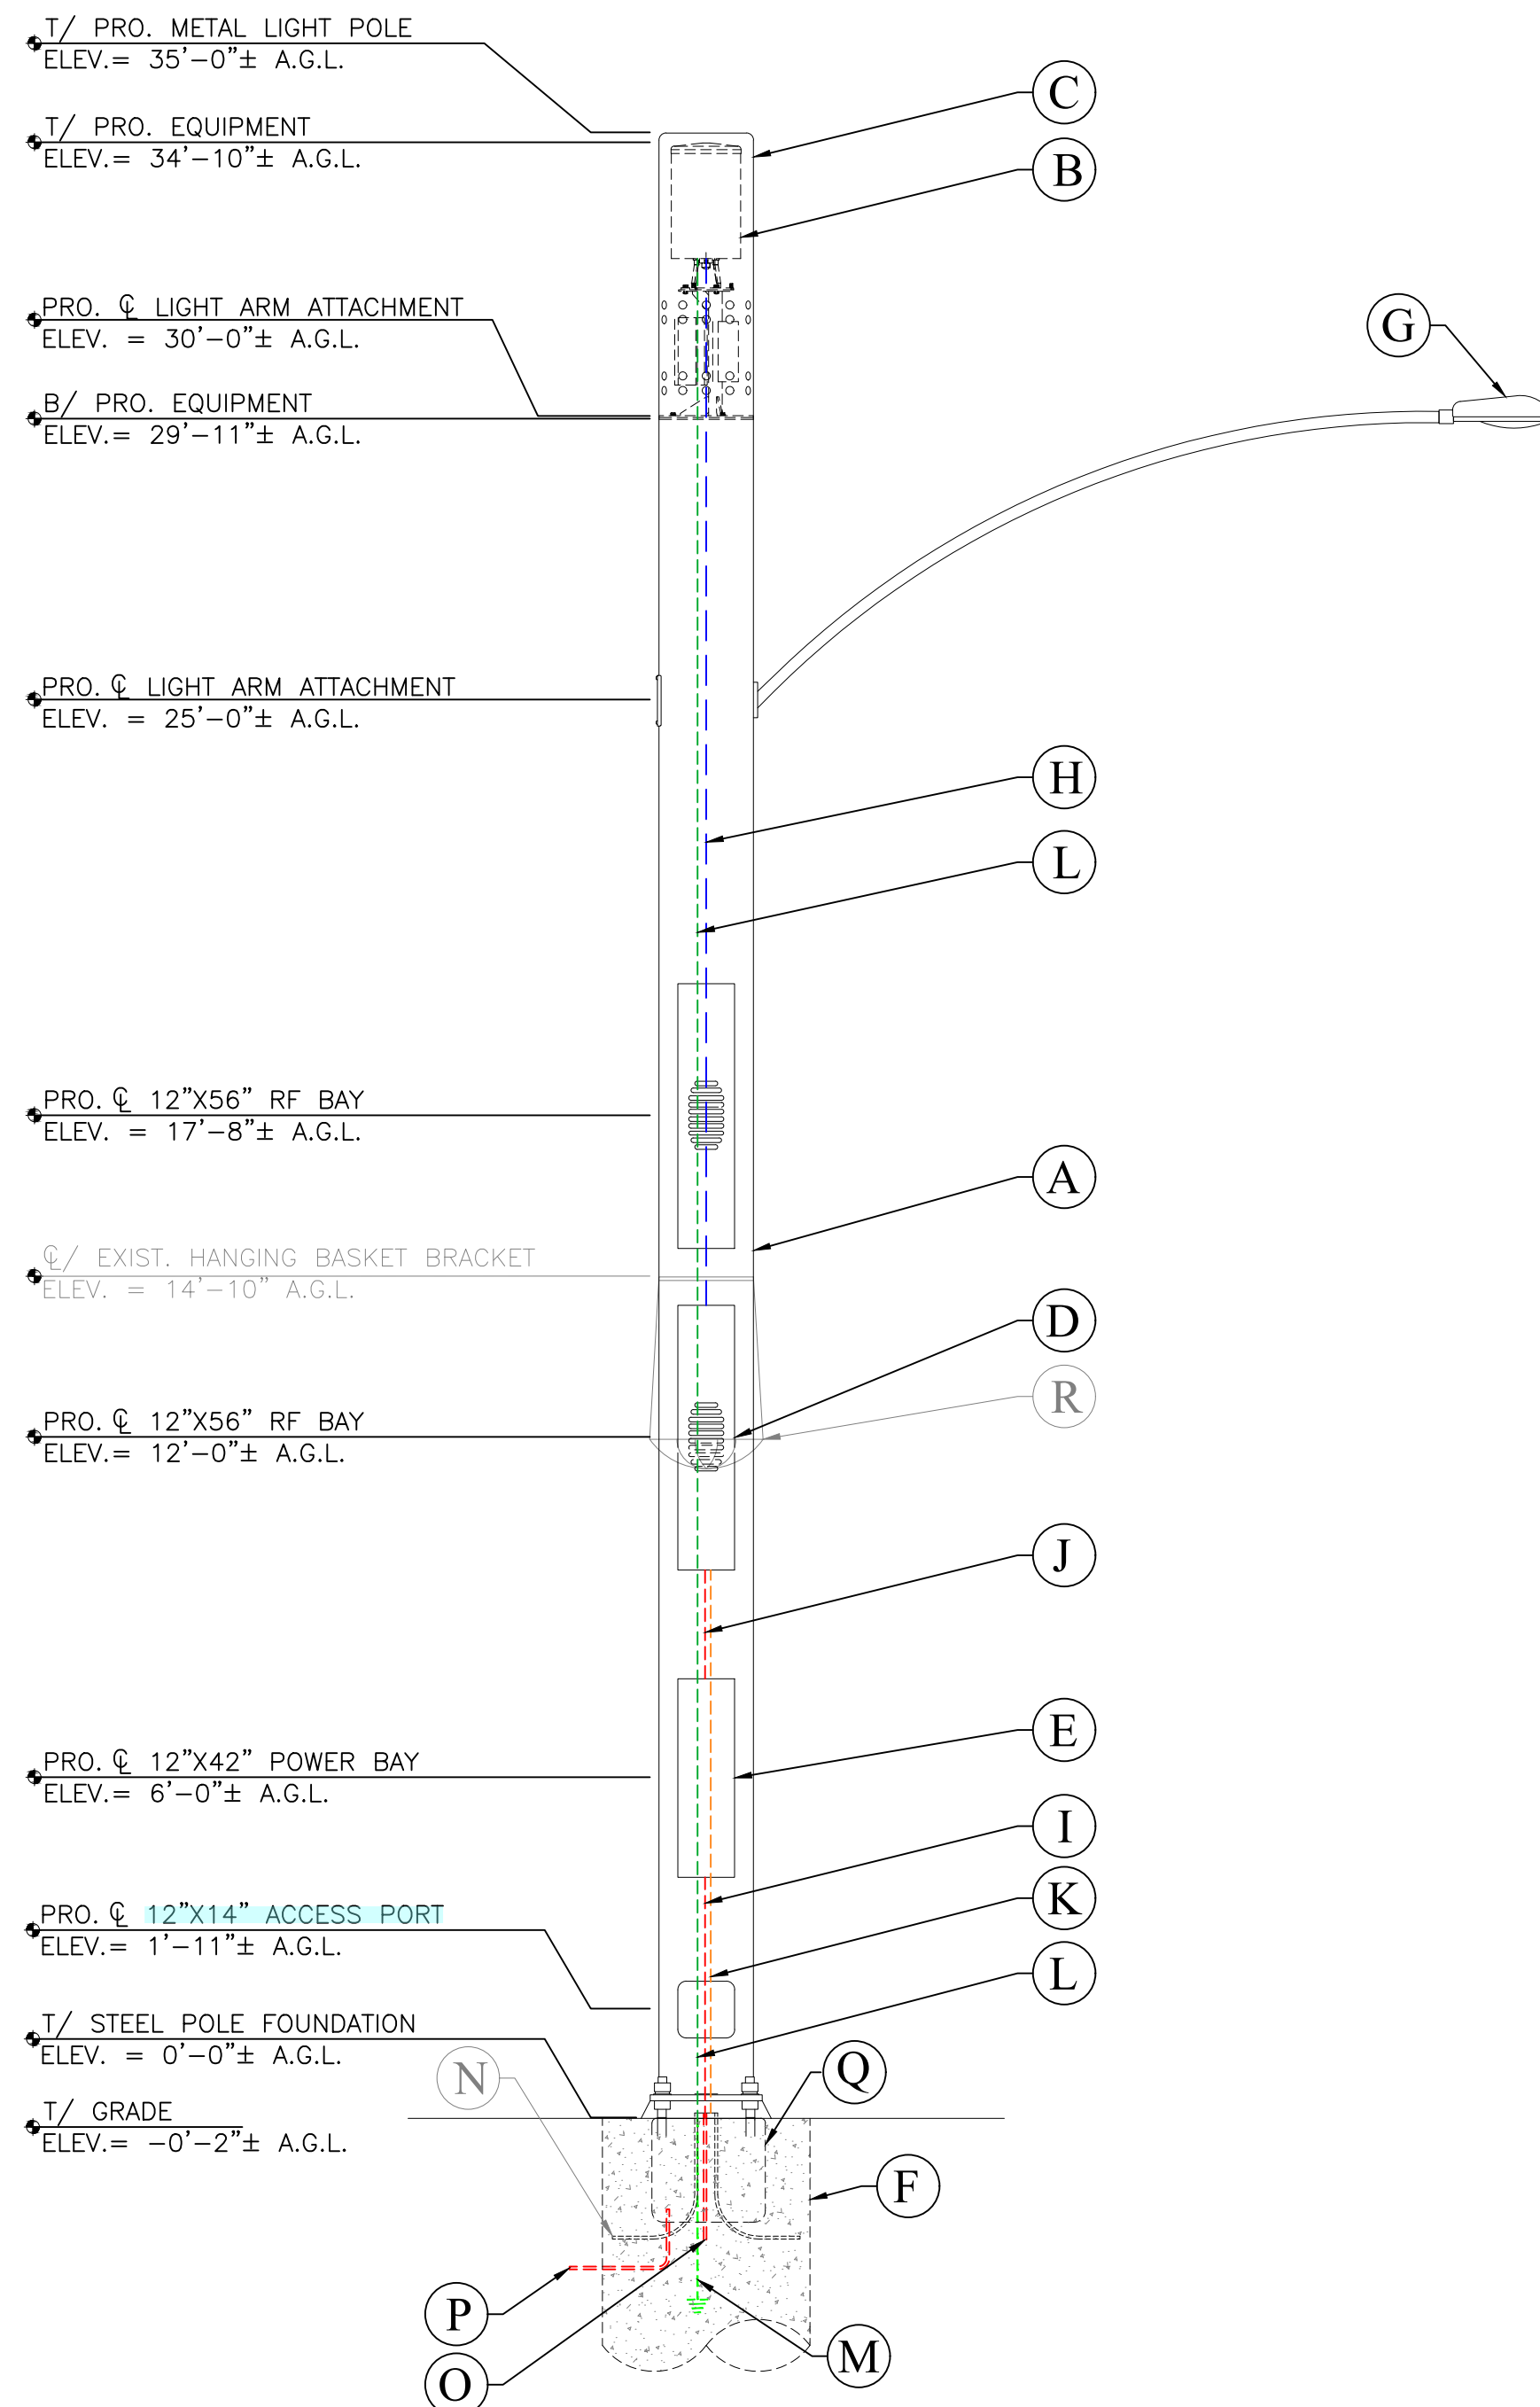 T/ PRO. METAL LIGHT POLE
ELEV.= 35'-0"± A.G.L.
T/ PRO. EQUIPMENT
ELEV.= 34'-10"± A.G.L.
PRO. ℄ LIGHT ARM ATTACHMENT
ELEV. = 30'-0"± A.G.L.
B/ PRO. EQUIPMENT
ELEV.= 29'-11"± A.G.L.
PRO. ℄ LIGHT ARM ATTACHMENT
ELEV. = 25'-0"± A.G.L.
PRO. ℄ 12"X56" RF BAY
ELEV. = 17'-8"± A.G.L.
℄/ EXIST. HANGING BASKET BRACKET
ELEV. = 14'-10" A.G.L.
PRO. ℄ 12"X56" RF BAY
ELEV.= 12'-0"± A.G.L.
PRO. ℄ 12"X42" POWER BAY
ELEV.= 6'-0"± A.G.L.
PRO. ℄ 12"X14" ACCESS PORT
ELEV.= 1'-11"± A.G.L.
T/ STEEL POLE FOUNDATION
ELEV. = 0'-0"± A.G.L.
T/ GRADE
ELEV.= -0'-2"± A.G.L.
C
B
G
H
L
A
D
R
J
E
I
K
L
N
Q
F
P
M
O